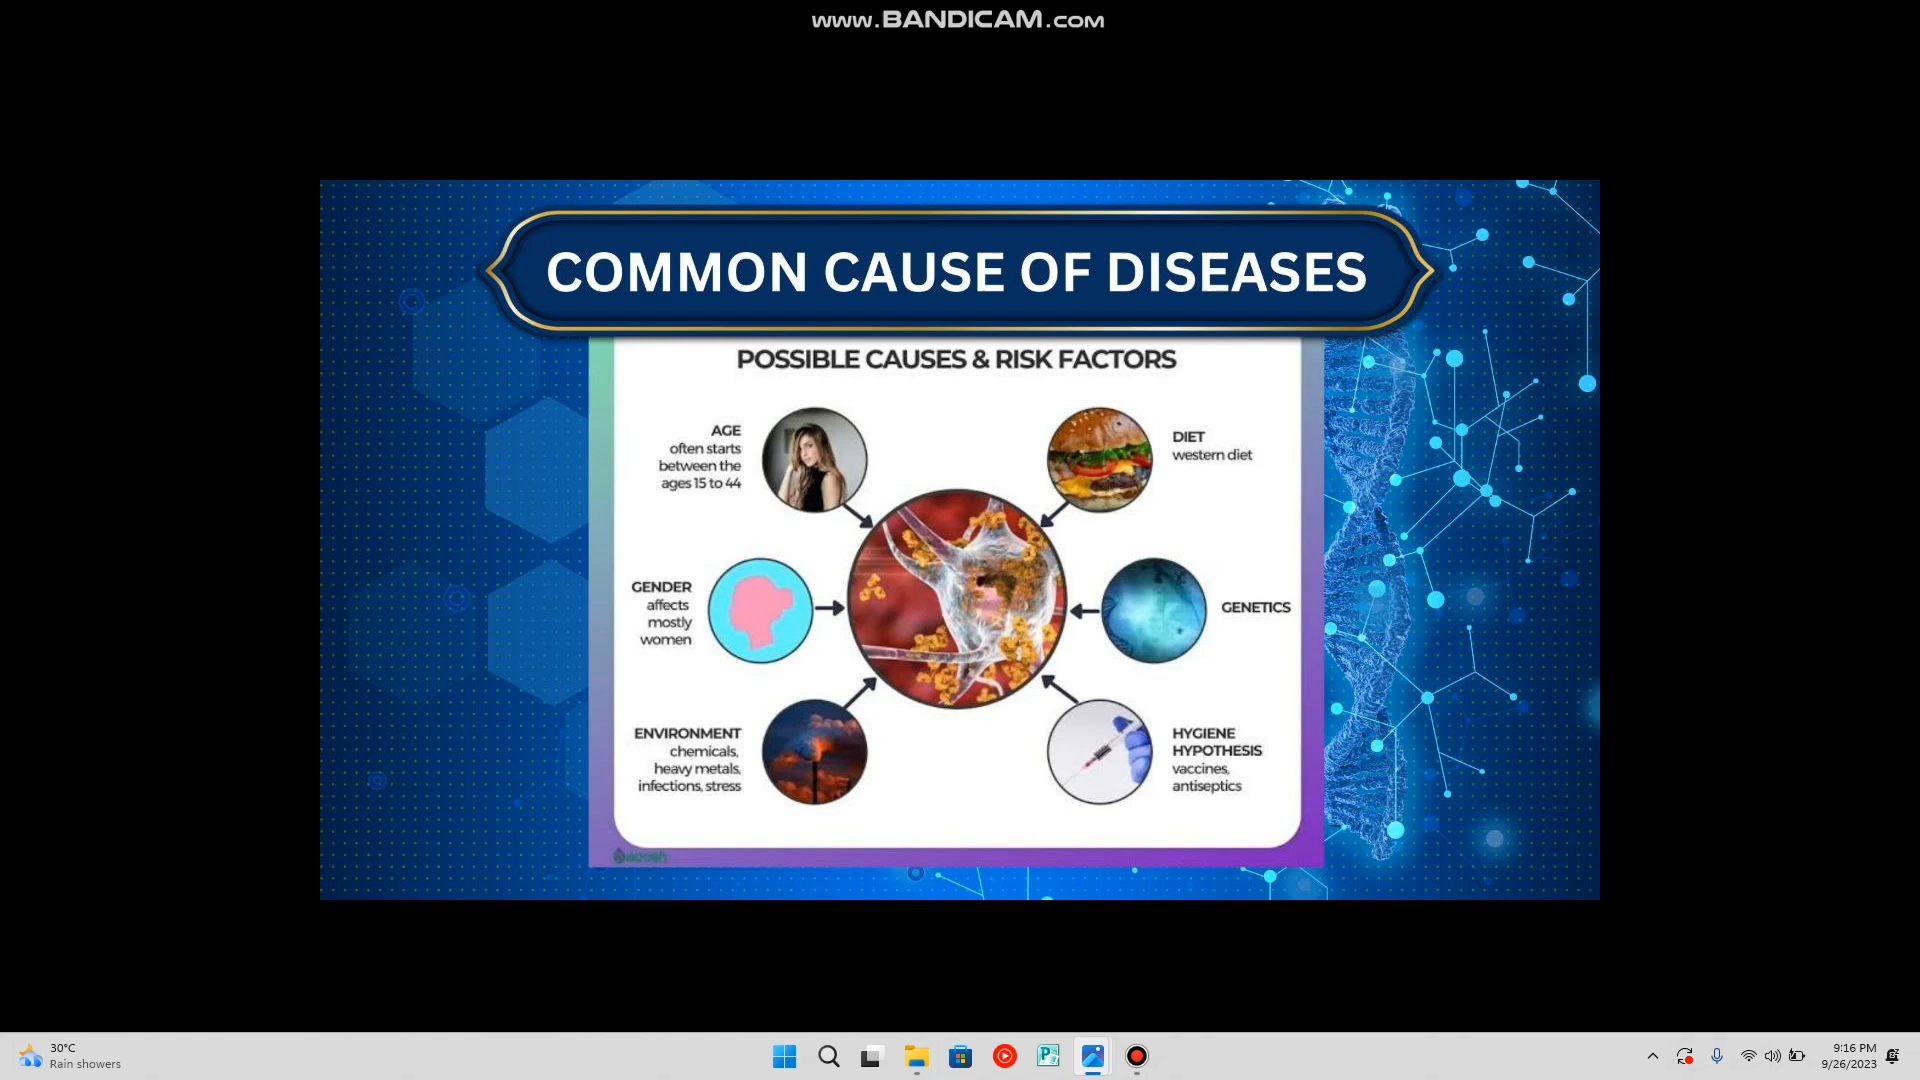 www.BANDICAM.com
COMMON CAUSE OF DISEASES
POSSIBLE CAUSES & RISK FACTORS
AGE
often starts
between the
ages 15 to 44
DIET
western diet
GENDER
affects
mostly
women
GENETICS
ENVIRONMENT
chemicals,
heavy metals,
infections, stress
HYGIENE
HYPOTHESIS
vaccines,
antiseptics
30°C
Rain showers
9:16 PM
9/26/2023